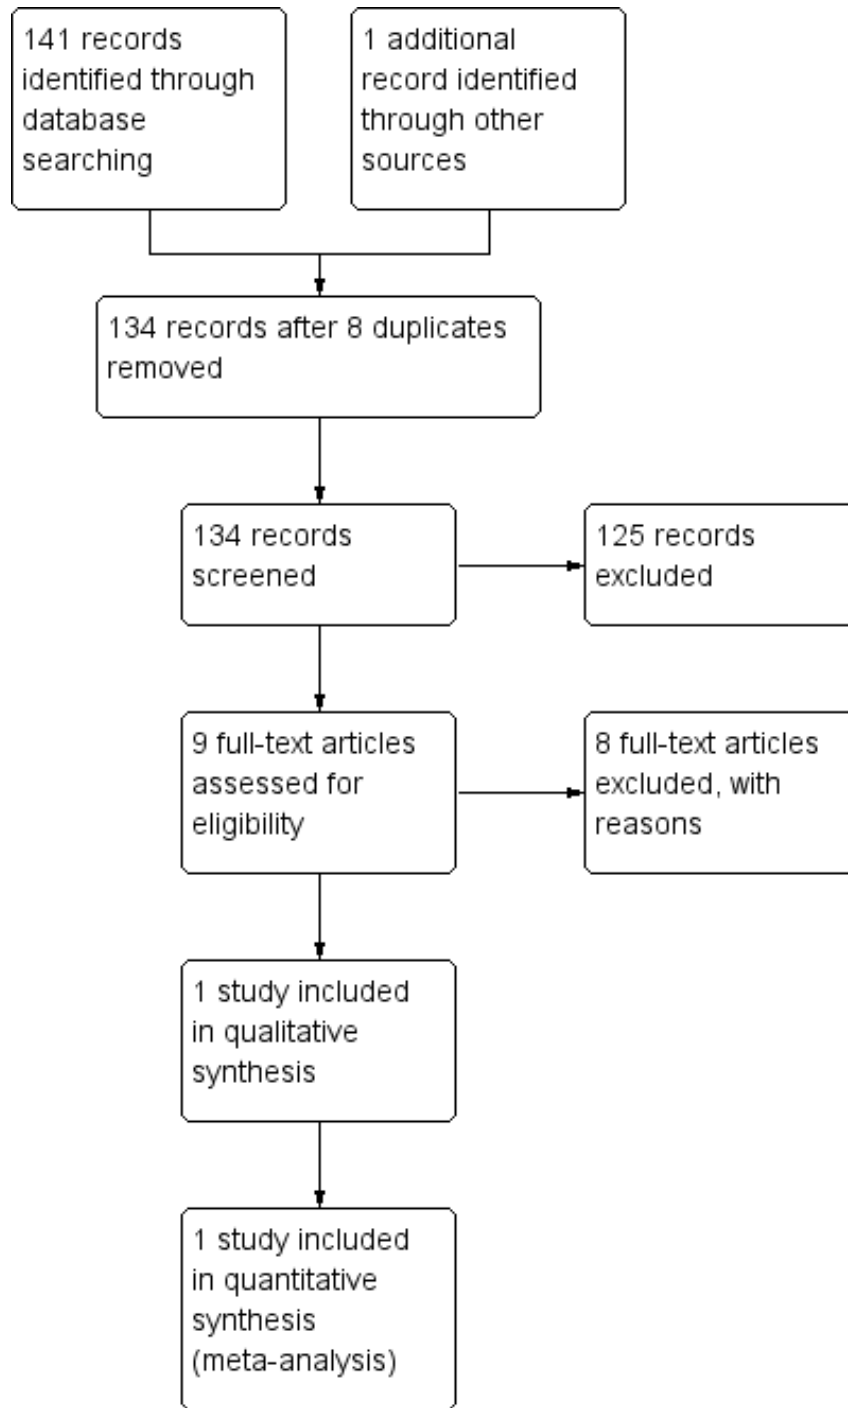 141 records
identified through
database
searching
1 additional
record identified
through other
sources
134 records after 8 duplicates
removed
134 records
screened
125 records
excluded
9 full-text articles
assessed for
eligibility
8 full-text articles
excluded, with
reasons
1 study included
in qualitative
synthesis
1 study included
in quantitative
synthesis
(meta-analysis)